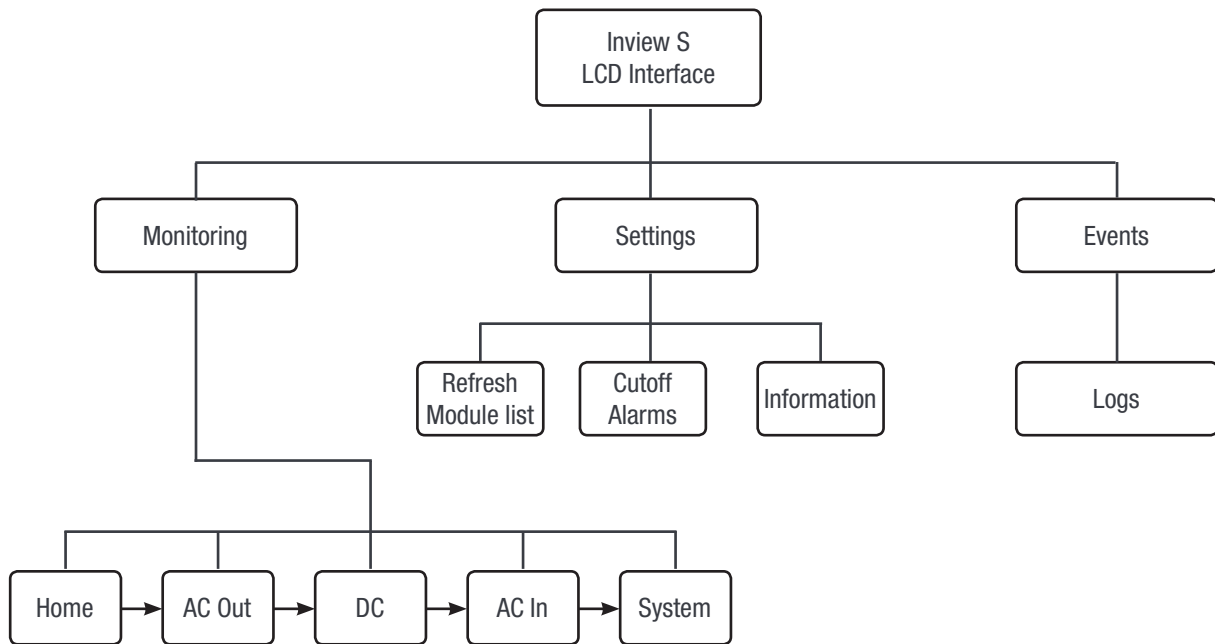 Inview S
LCD Interface
Monitoring
Settings
Events
Refresh
Module list
Cutoff
Alarms
Information
Logs
Home
AC Out
DC
AC In
System